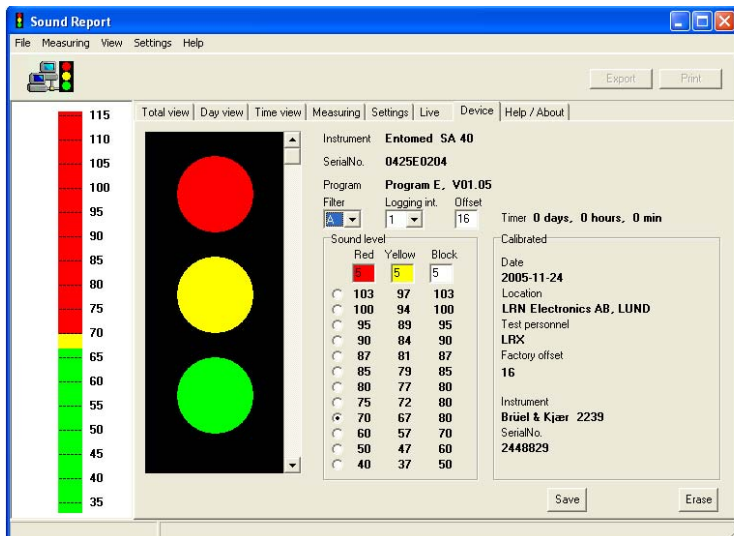 Sound Report
File Measuring View Settings Help
Export Print
Total view Day view Time view Measuring Settings Live Device Help / About
115
110
105
100
95
90
85
80
75
70
65
60
55
50
45
40
35
Instrument Entomed SA 40
SerialNo. 0425E0204
Program Program E, V01.05
Filter Logging int. Offset
A 1 16 Timer 0 days, 0 hours, 0 min
Sound level
Red Yellow Block
5 5 5
103 97 103
100 94 100
95 89 95
90 84 90
87 81 87
85 79 85
80 77 80
75 72 80
70 67 80
60 57 70
50 47 60
40 37 50
Calibrated
Date
2005-11-24
Location
LRN Electronics AB, LUND
Test personnel
LRX
Factory offset
16
Instrument
Brüel & Kjær 2239
SerialNo.
2448829
Save Erase